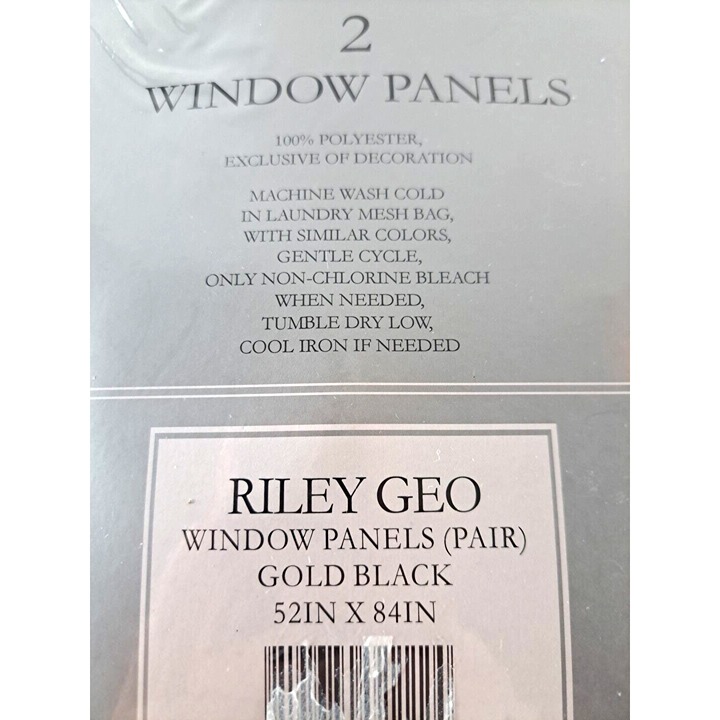 2
WINDOW PANELS
100% POLYESTER,
EXCLUSIVE OF DECORATION
MACHINE WASH COLD
IN LAUNDRY MESH BAG,
WITH SIMILAR COLORS,
GENTLE CYCLE,
ONLY NON-CHLORINE BLEACH
WHEN NEEDED,
TUMBLE DRY LOW,
COOL IRON IF NEEDED
RILEY GEO
WINDOW PANELS (PAIR)
GOLD BLACK
52IN X 84IN